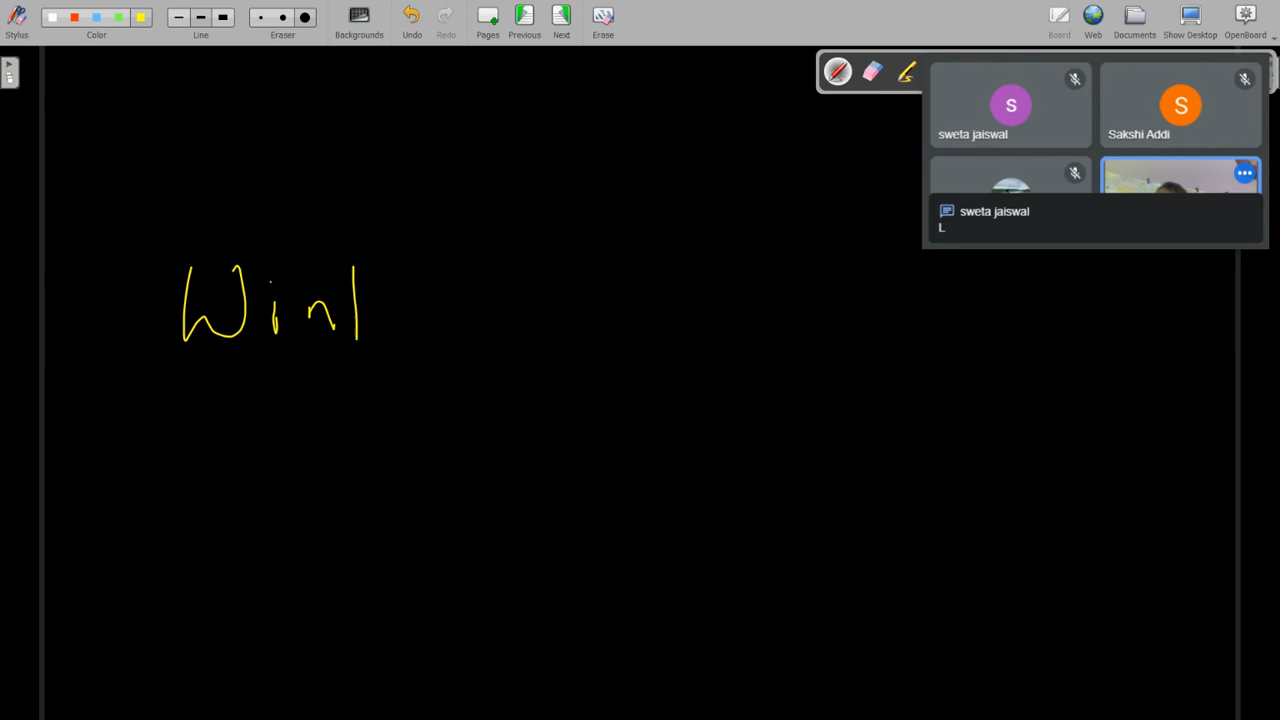 Stylus
Color
Line
Eraser
Backgrounds
Undo
Redo
Pages
Previous
Next
Erase
Board
Web
Documents
Show Desktop
OpenBoard
s
sweta jaiswal
S
Sakshi Addi
sweta jaiswal
L
Winl